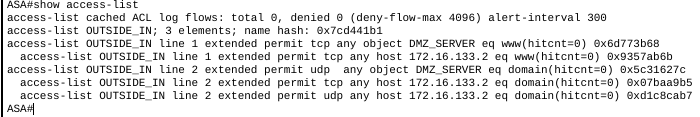 ASA#show access-list
access-list cached ACL log flows: total 0, denied 0 (deny-flow-max 4096) alert-interval 300
access-list OUTSIDE_IN; 3 elements; name hash: 0x7cd441b1
access-list OUTSIDE_IN line 1 extended permit tcp any object DMZ_SERVER eq www(hitcnt=0) 0x6d773b68
access-list OUTSIDE_IN line 1 extended permit tcp any host 172.16.133.2 eq www(hitcnt=0) 0x9357ab6b
access-list OUTSIDE_IN line 2 extended permit udp  any object DMZ_SERVER eq domain(hitcnt=0) 0x5c31627c
access-list OUTSIDE_IN line 2 extended permit tcp any host 172.16.133.2 eq domain(hitcnt=0) 0x07baa9b5
access-list OUTSIDE_IN line 2 extended permit udp any host 172.16.133.2 eq domain(hitcnt=0) 0xd1c8cab7
ASA#